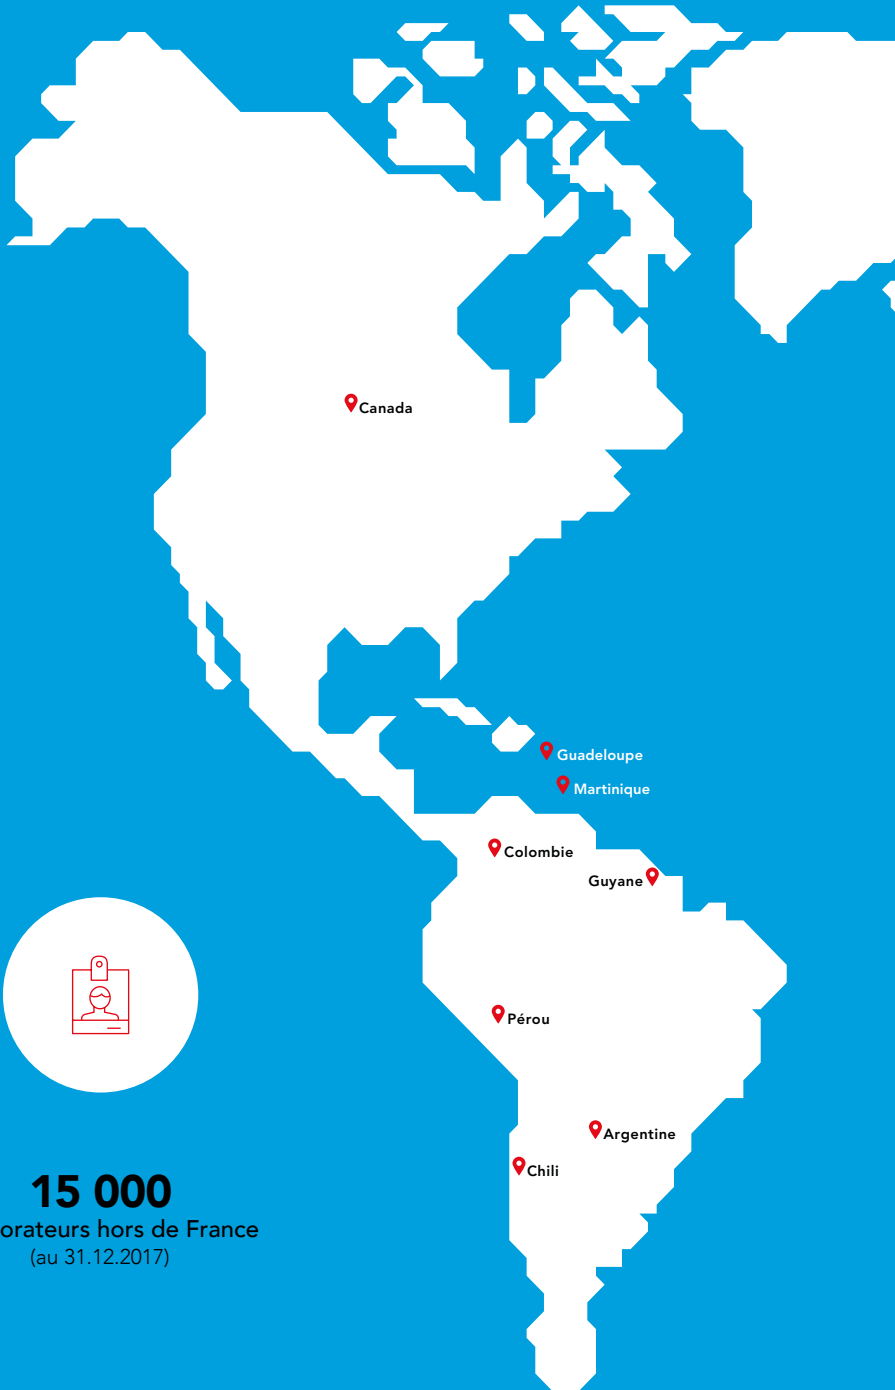 Canada
Guadeloupe
Martinique
Colombie
Guyane
Pérou
Argentine
Chili
15 000
orateurs hors de France
(au 31.12.2017)